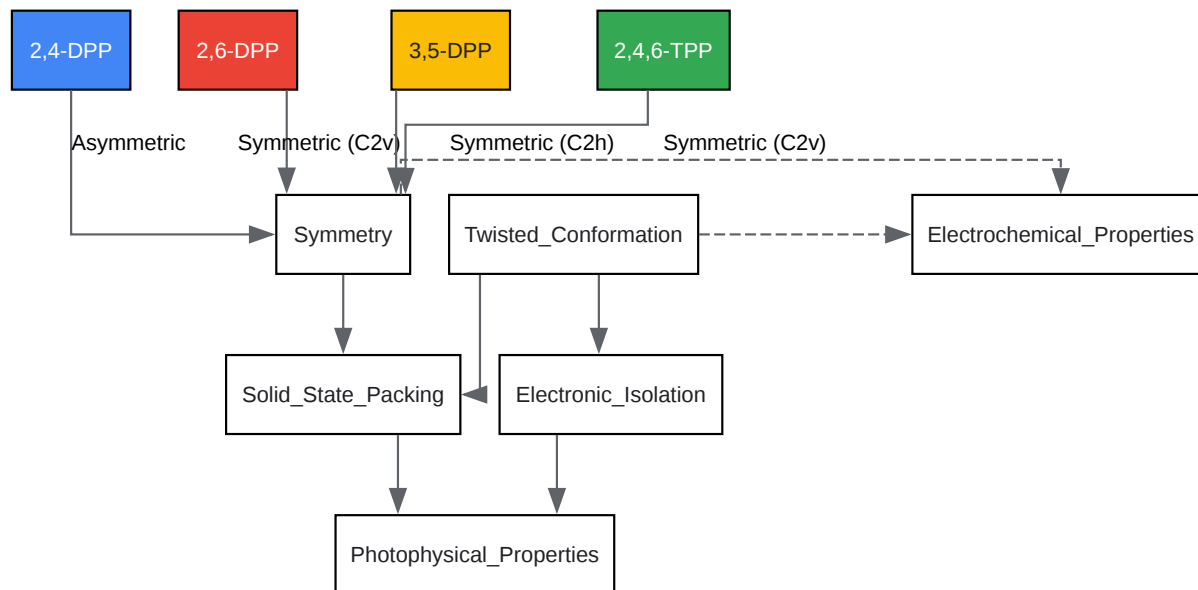 2,4-DPP
2,6-DPP
3,5-DPP
2,4,6-TPP
Asymmetric
Symmetric (C2v)
Symmetric (C2h)
Symmetric (C2v)
Symmetry
Twisted_Conformation
Electrochemical_Properties
Solid_State_Packing
Electronic_Isolation
Photophysical_Properties